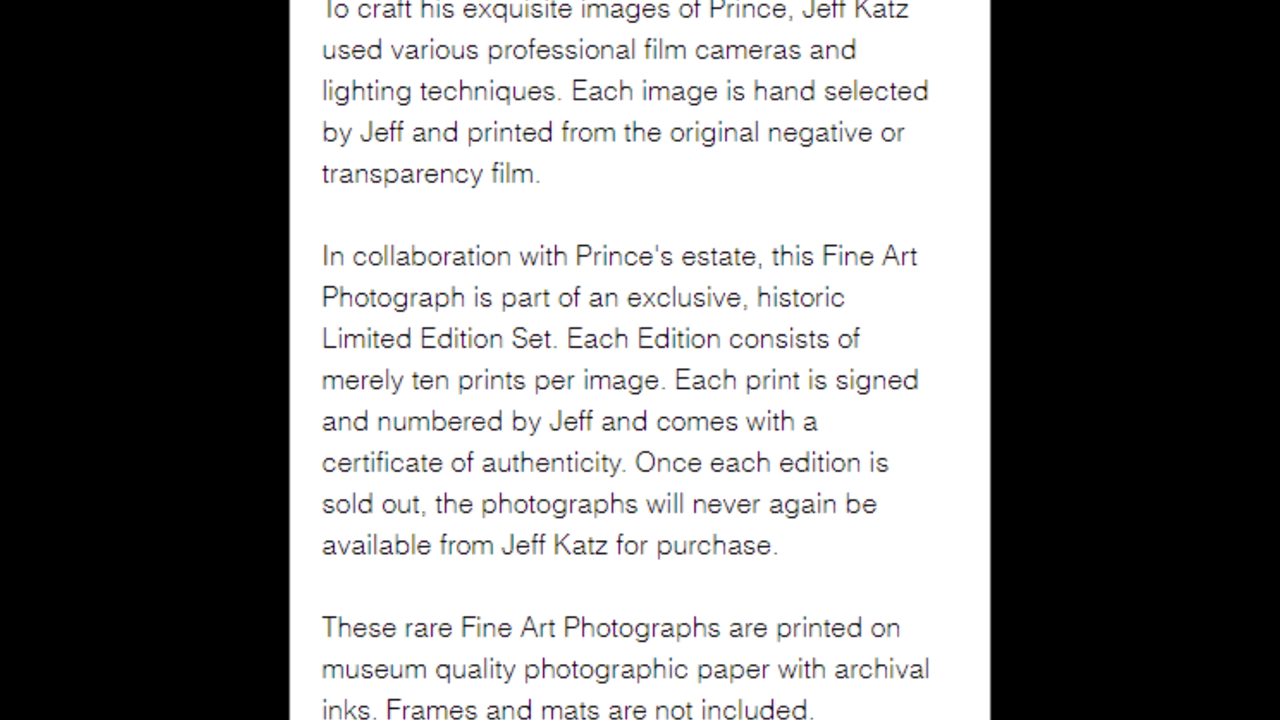 To craft his exquisite images of Prince, Jeff Katz
used various professional film cameras and
lighting techniques. Each image is hand selected
by Jeff and printed from the original negative or
transparency film.
In collaboration with Prince's estate, this Fine Art
Photograph is part of an exclusive, historic
Limited Edition Set. Each Edition consists of
merely ten prints per image. Each print is signed
and numbered by Jeff and comes with a
certificate of authenticity. Once each edition is
sold out, the photographs will never again be
available from Jeff Katz for purchase.
These rare Fine Art Photographs are printed on
museum quality photographic paper with archival
inks. Frames and mats are not included.